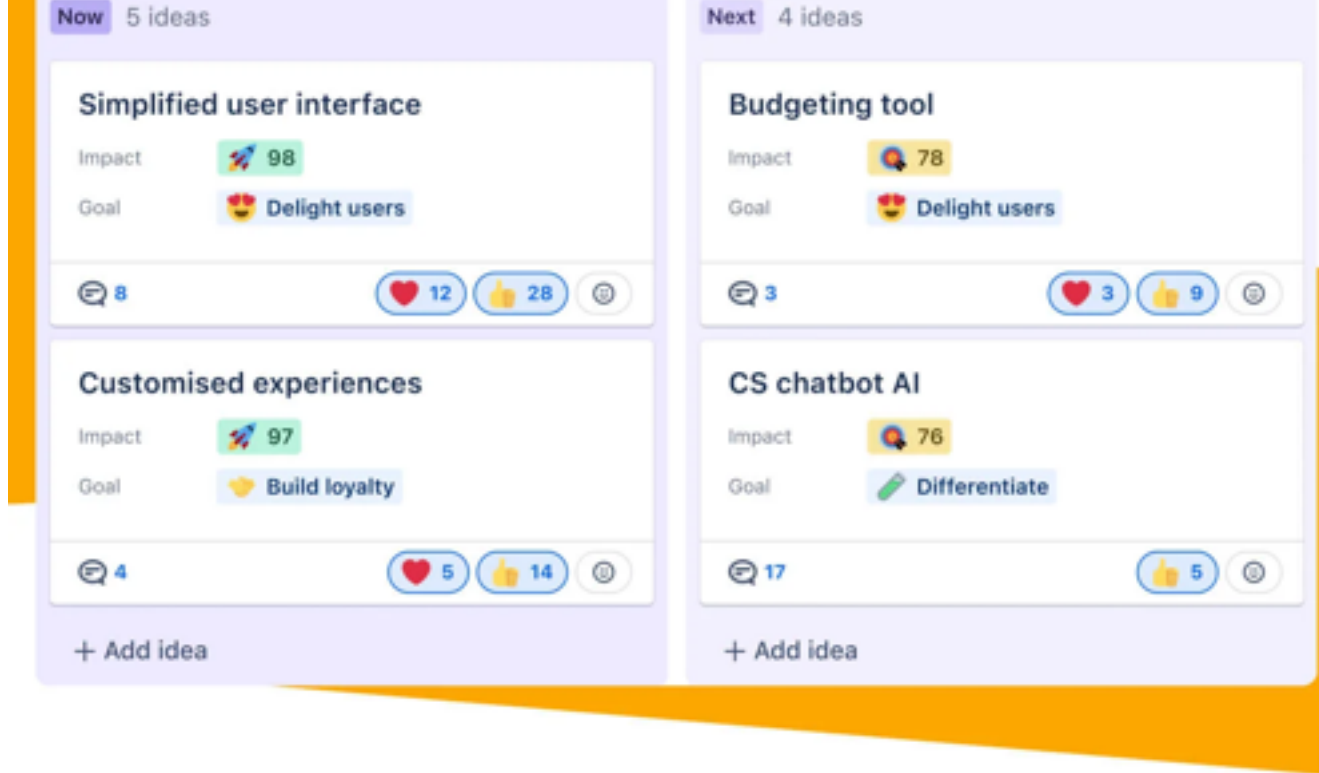 Now 5 ideas
Simplified user interface
Impact 98
Goal Delight users
8 12 28
Customised experiences
Impact 97
Goal Build loyalty
4 5 14
+ Add idea
Next 4 ideas
Budgeting tool
Impact 78
Goal Delight users
3 3 9
CS chatbot AI
Impact 76
Goal Differentiate
17 5
+ Add idea